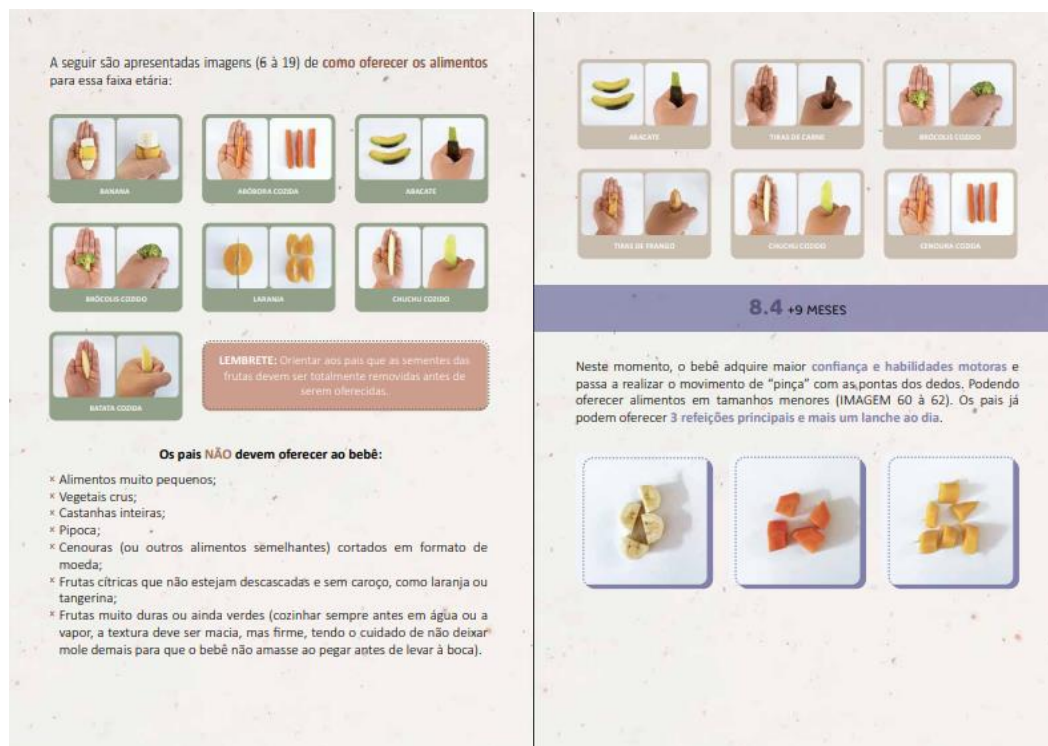 A seguir são apresentadas imagens (6 à 19) de como oferecer os alimentos
para essa faixa etária:
BANANA
ABÓBORA COZIDA
ABACATE
BRÓCOLIS COZIDO
LARANJA
CHUCHU COZIDO
BATATA COZIDA
LEMBRETE: Orientar aos pais que as sementes das
frutas devem ser totalmente removidas antes de
serem oferecidas.
Os pais NÃO devem oferecer ao bebê:
× Alimentos muito pequenos;
× Vegetais crus;
× Castanhas inteiras;
× Pipoca;
× Cenouras (ou outros alimentos semelhantes) cortados em formato de
moeda;
× Frutas cítricas que não estejam descascadas e sem caroço, como laranja ou
tangerina;
× Frutas muito duras ou ainda verdes (cozinhar sempre antes em água ou a
vapor, a textura deve ser macia, mas firme, tendo o cuidado de não deixar
mole demais para que o bebê não amasse ao pegar antes de levar à boca).
ABACATE
TIRAS DE CARNE
BRÓCOLIS COZIDO
TIRAS DE FRANGO
CHUCHU COZIDO
CENOURA COZIDA
8.4 +9 MESES
Neste momento, o bebê adquire maior confiança e habilidades motoras e
passa a realizar o movimento de “pinça” com as pontas dos dedos. Podendo
oferecer alimentos em tamanhos menores (IMAGEM 60 à 62). Os pais já
podem oferecer 3 refeições principais e mais um lanche ao dia.